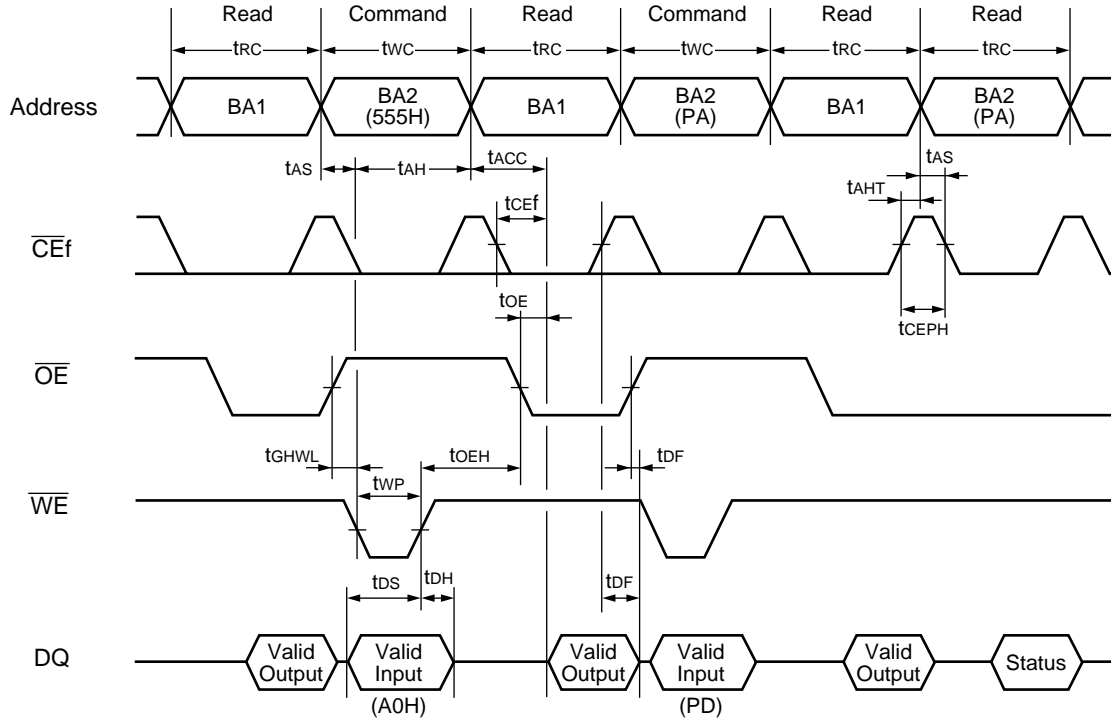 Read Command Read Command Read Read
tRC tWC tRC tWC tRC tRC
Address BA1 BA2 (555H) BA1 BA2 (PA) BA1 BA2 (PA)
tAS tAH tACC tAS
tAHT
tCEf
CEf
tOE tCEPH
OE
tGHWL tOEH tDF
tWP
WE
tDS tDH tDF
DQ Valid Output Valid Input Valid Output Valid Input Valid Output Status
(A0H) (PD)